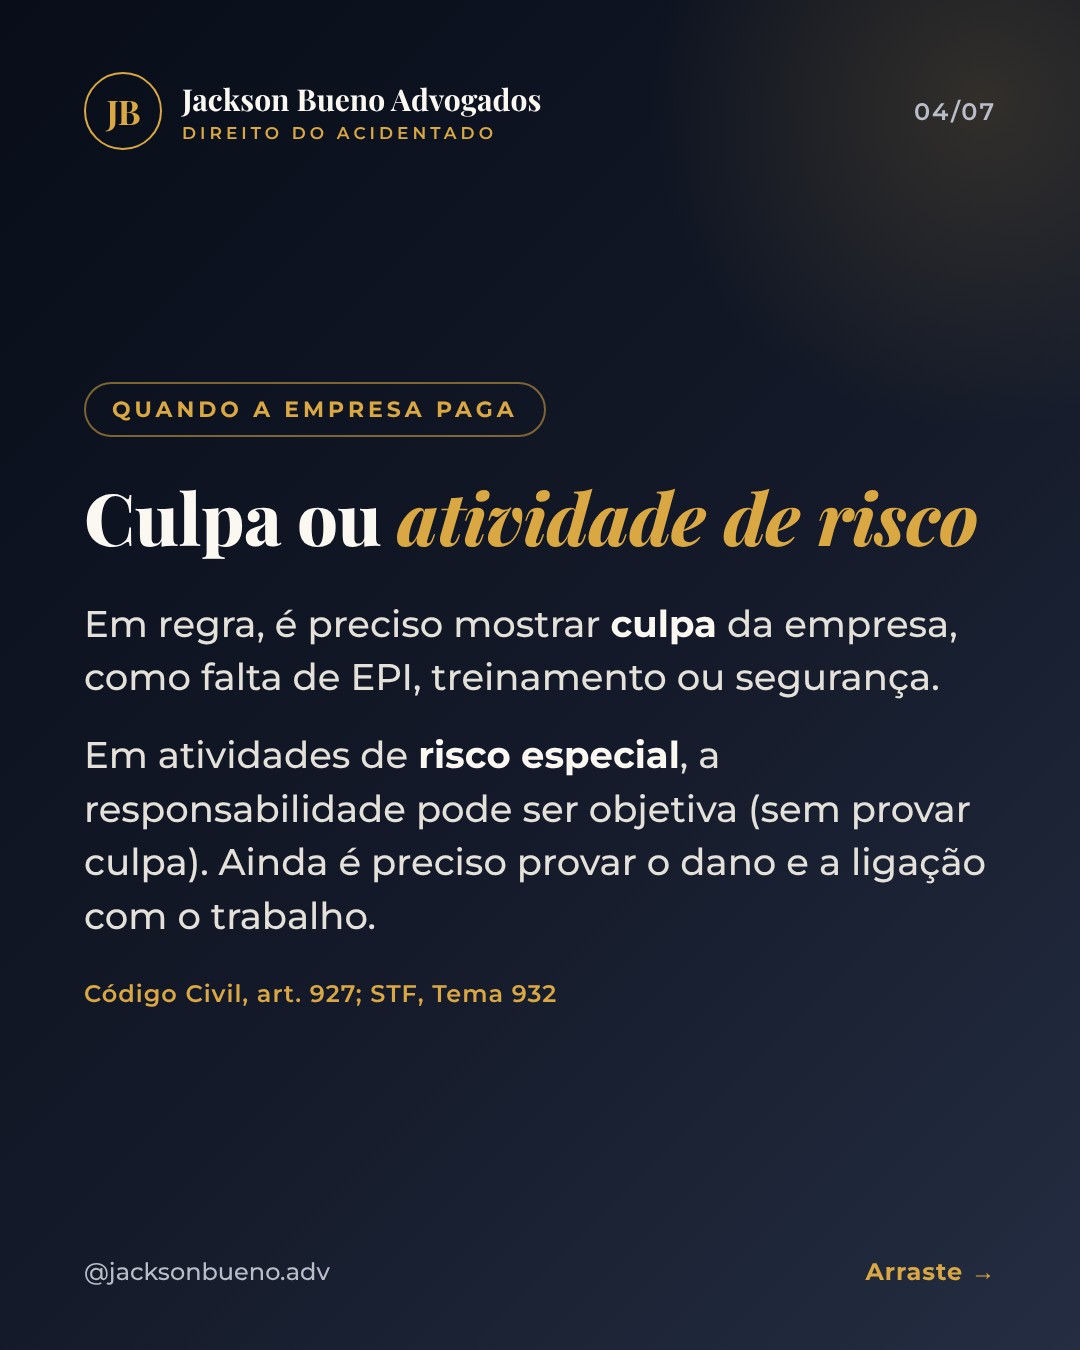 JB
Jackson Bueno Advogados
DIREITO DO ACIDENTADO
04/07
QUANDO A EMPRESA PAGA
Culpa ou atividade de risco
Em regra, é preciso mostrar culpa da empresa,
como falta de EPI, treinamento ou segurança.
Em atividades de risco especial, a
responsabilidade pode ser objetiva (sem provar
culpa). Ainda é preciso provar o dano e a ligação
com o trabalho.
Código Civil, art. 927; STF, Tema 932
@jacksonbueno.adv
Arraste →